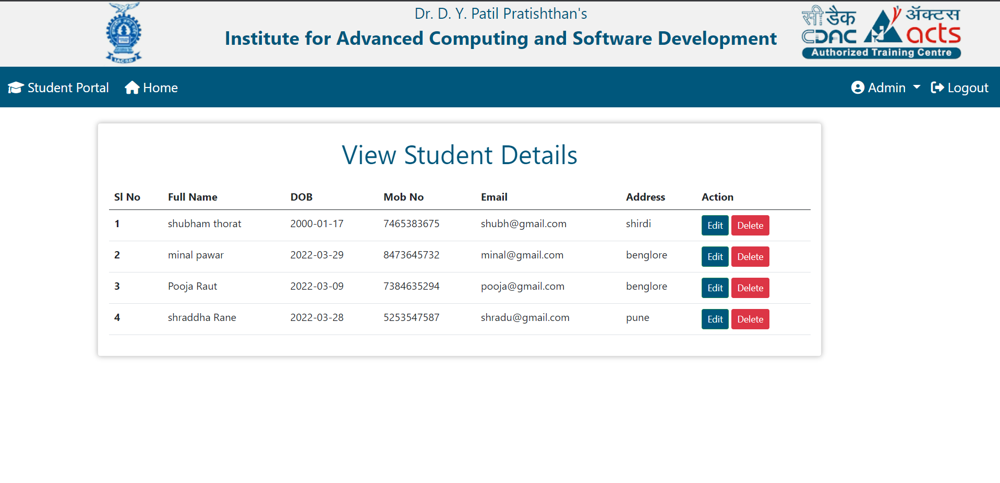 Dr. D. Y. Patil Pratishthan's
Institute for Advanced Computing and Software Development
IACSD
सी डैक ॲक्टस
CDAC acts
Authorized Training Centre
Student Portal Home Admin Logout
View Student Details
Sl No Full Name DOB Mob No Email Address Action
1 shubham thorat 2000-01-17 7465383675 shubh@gmail.com shirdi Edit Delete
2 minal pawar 2022-03-29 8473645732 minal@gmail.com benglore Edit Delete
3 Pooja Raut 2022-03-09 7384635294 pooja@gmail.com benglore Edit Delete
4 shraddha Rane 2022-03-28 5253547587 shradu@gmail.com pune Edit Delete